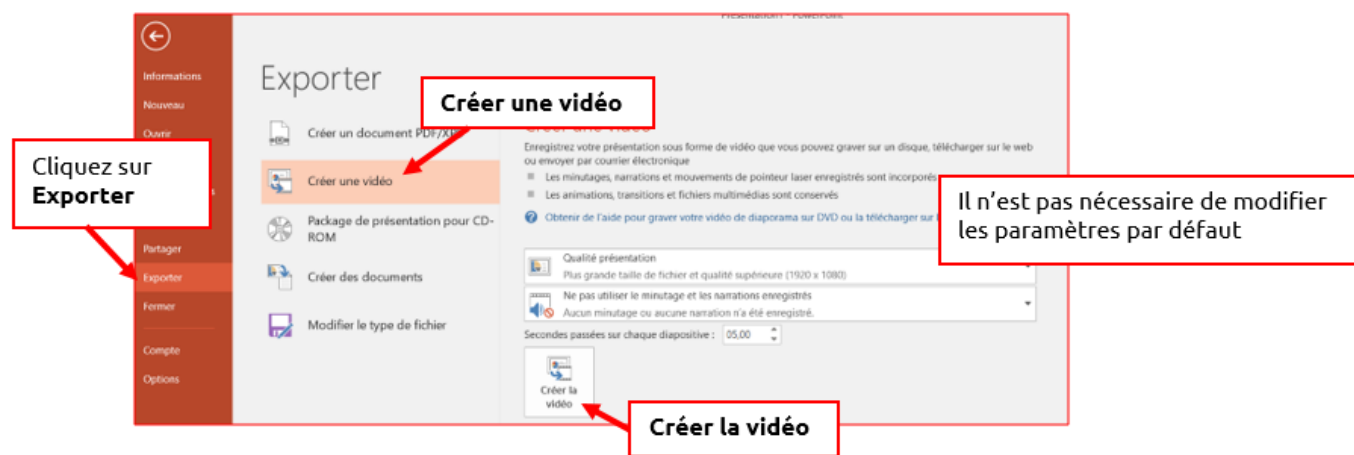 Informations
Nouveau
Ouvrir
Cliquez sur
Exporter
Partager
Exporter
Fermer
Compte
Options
Exporter
Créer une vidéo
Créer un document PDF/
Créer une vidéo
Package de présentation pour CD-
ROM
Créer des documents
Modifier le type de fichier
Enregistrez votre présentation sous forme de vidéo que vous pouvez graver sur un disque, télécharger sur le web
ou envoyer par courrier électronique
Les minutages, narrations et mouvements de pointeur laser enregistrés sont incorporés
Les animations, transitions et fichiers multimédias sont conservés
Obtenir de l'aide pour graver votre vidéo de diaporama sur DVD ou la télécharger sur
Il n'est pas nécessaire de modifier
les paramètres par défaut
Qualité présentation
Plus grande taille de fichier et qualité supérieure (1920 x 1080)
Ne pas utiliser le minutage et les narrations enregistrés
Aucun minutage ou aucune narration n'a été enregistré.
Secondes passées sur chaque diapositive : 05,00
Créer la
vidéo
Créer la vidéo